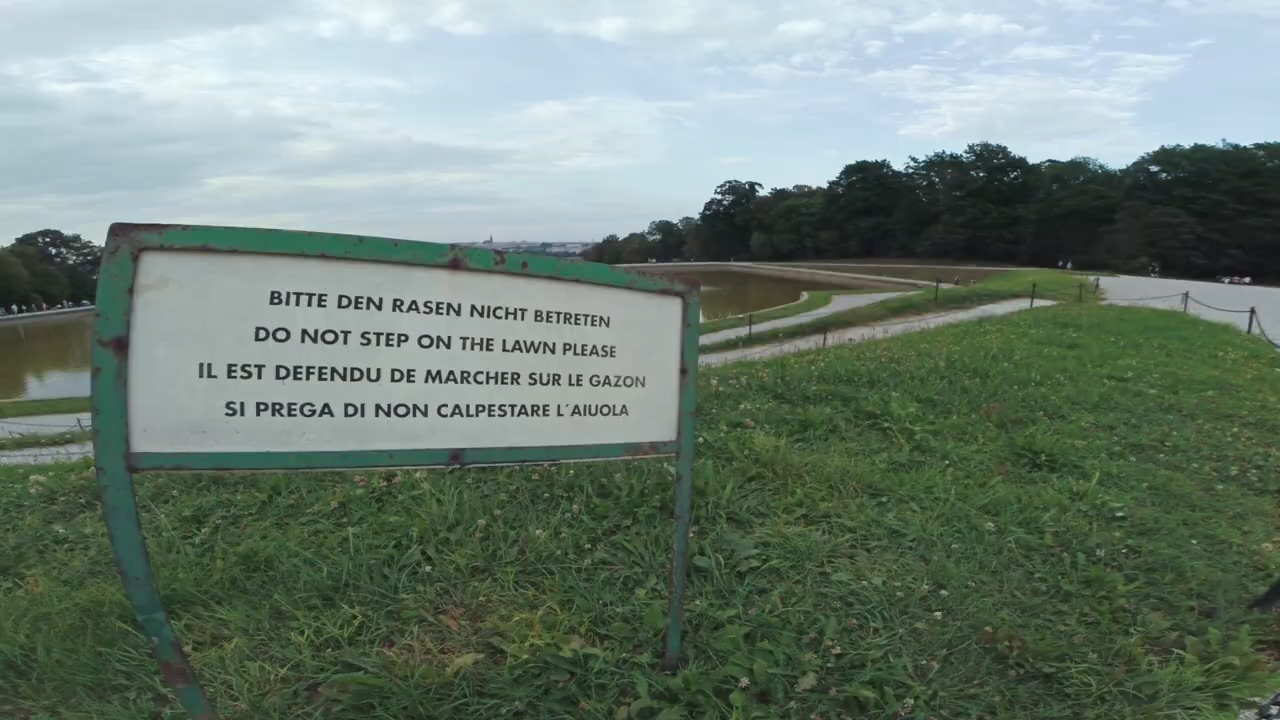 BITTE DEN RASEN NICHT BETRETEN
DO NOT STEP ON THE LAWN PLEASE
IL EST DEFENDU DE MARCHER SUR LE GAZON
SI PREGA DI NON CALPESTARE L´AIUOLA